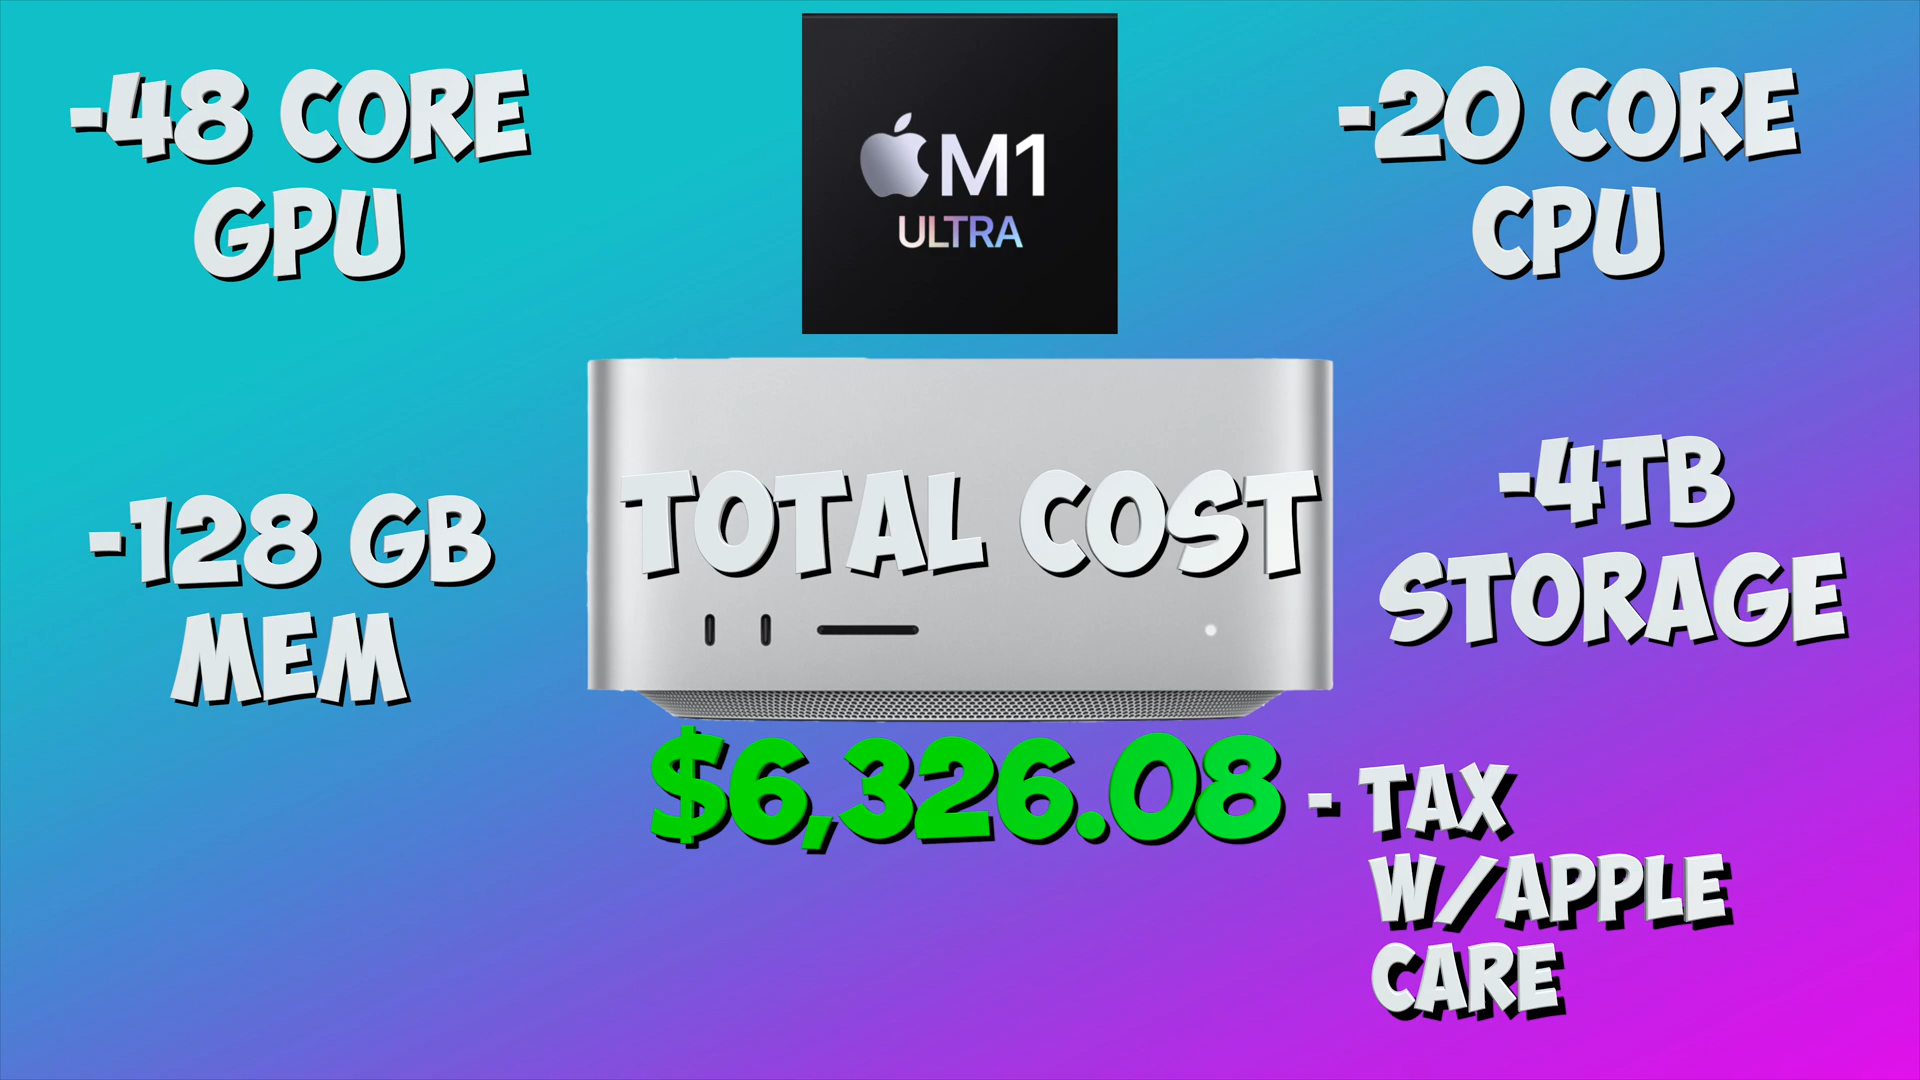 -48 CORE
GPU
M1
ULTRA
-20 CORE
CPU
-128 GB
MEM
TOTAL COST
-4TB
STORAGE
$6,326.08
- TAX
W/APPLE
CARE